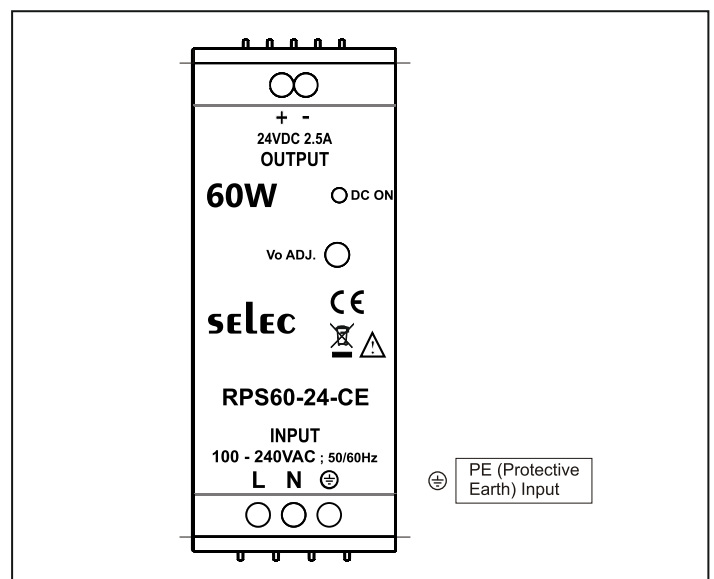 + -
24VDC 2.5A
OUTPUT
60W
DC ON
Vo ADJ.
selec
CE
RPS60-24-CE
INPUT
100 - 240VAC ; 50/60Hz
L N
PE (Protective
Earth) Input